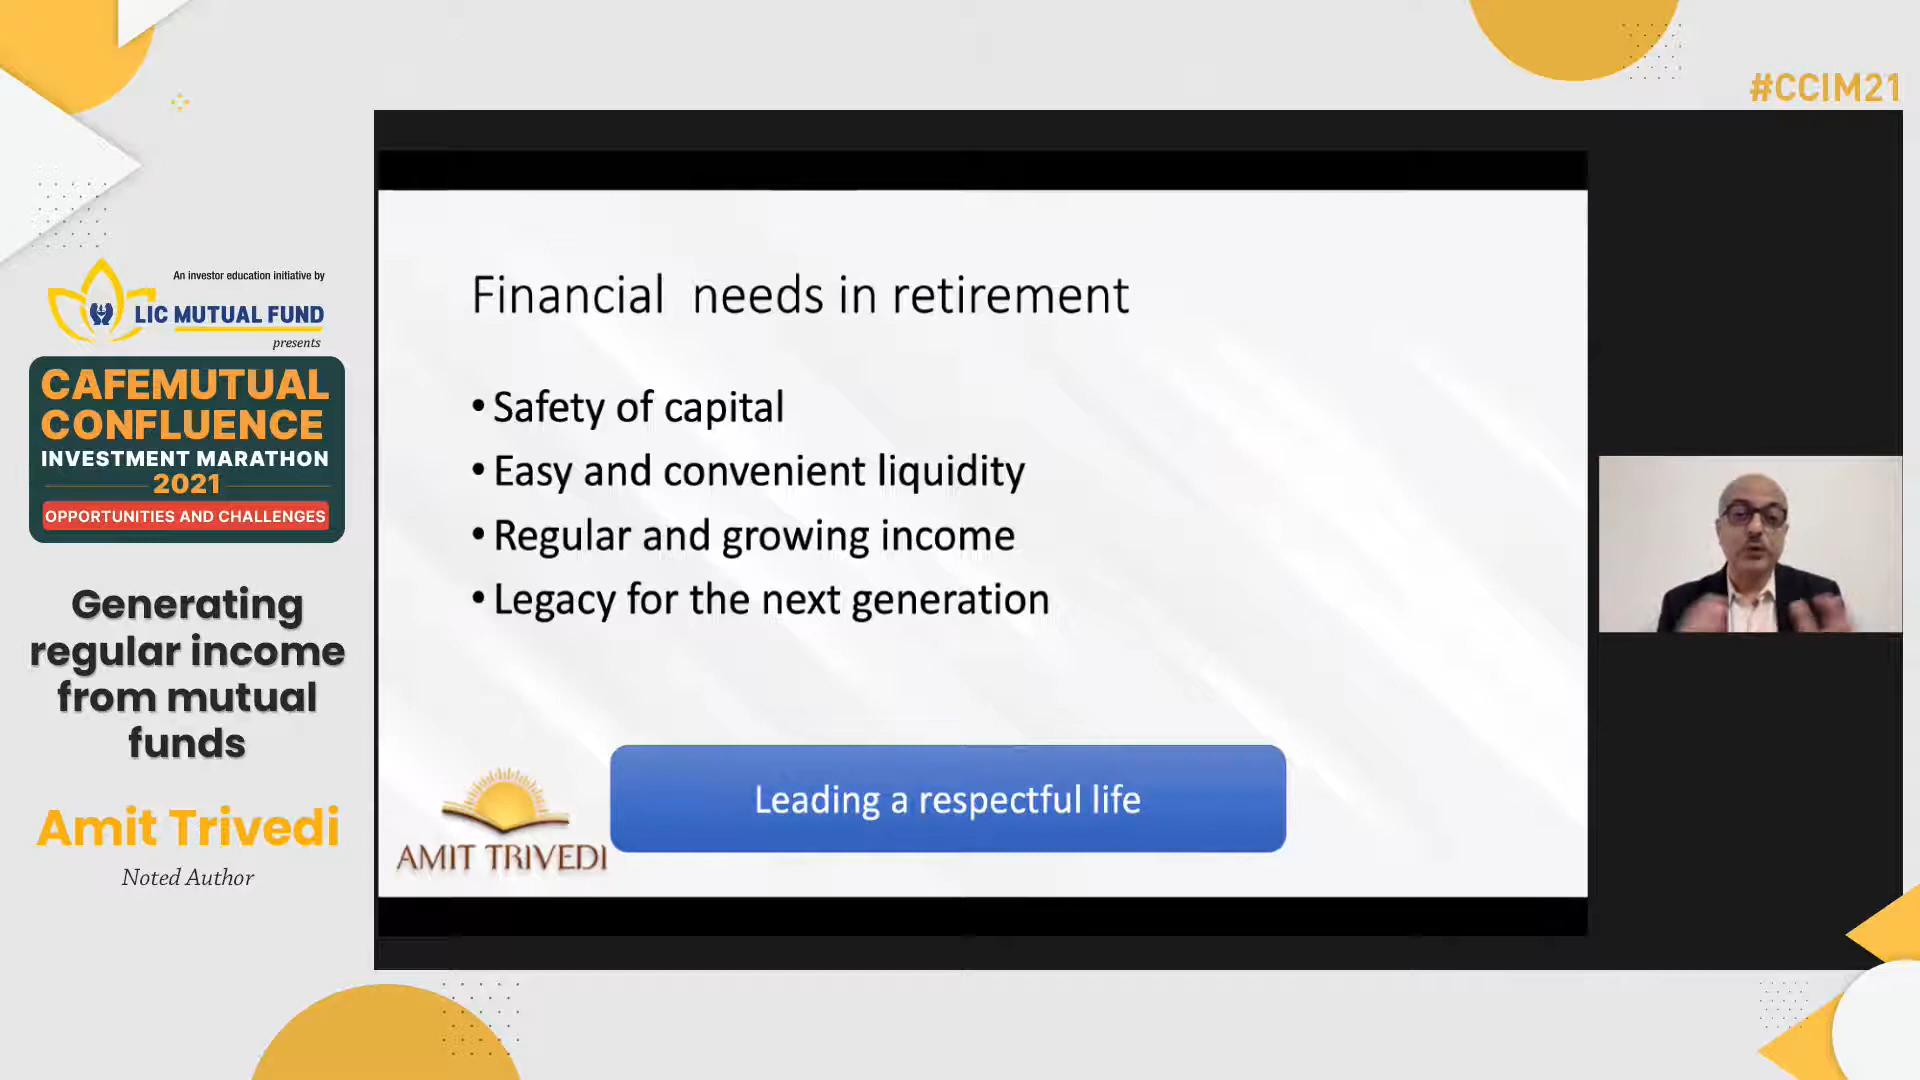 #CCIM21
An investor education initiative by
LIC MUTUAL FUND
presents
CAFEMUTUAL
CONFLUENCE
INVESTMENT MARATHON
2021
OPPORTUNITIES AND CHALLENGES
Generating
regular income
from mutual
funds
Amit Trivedi
Noted Author
Financial needs in retirement
• Safety of capital
• Easy and convenient liquidity
• Regular and growing income
• Legacy for the next generation
Leading a respectful life
AMIT TRIVEDI